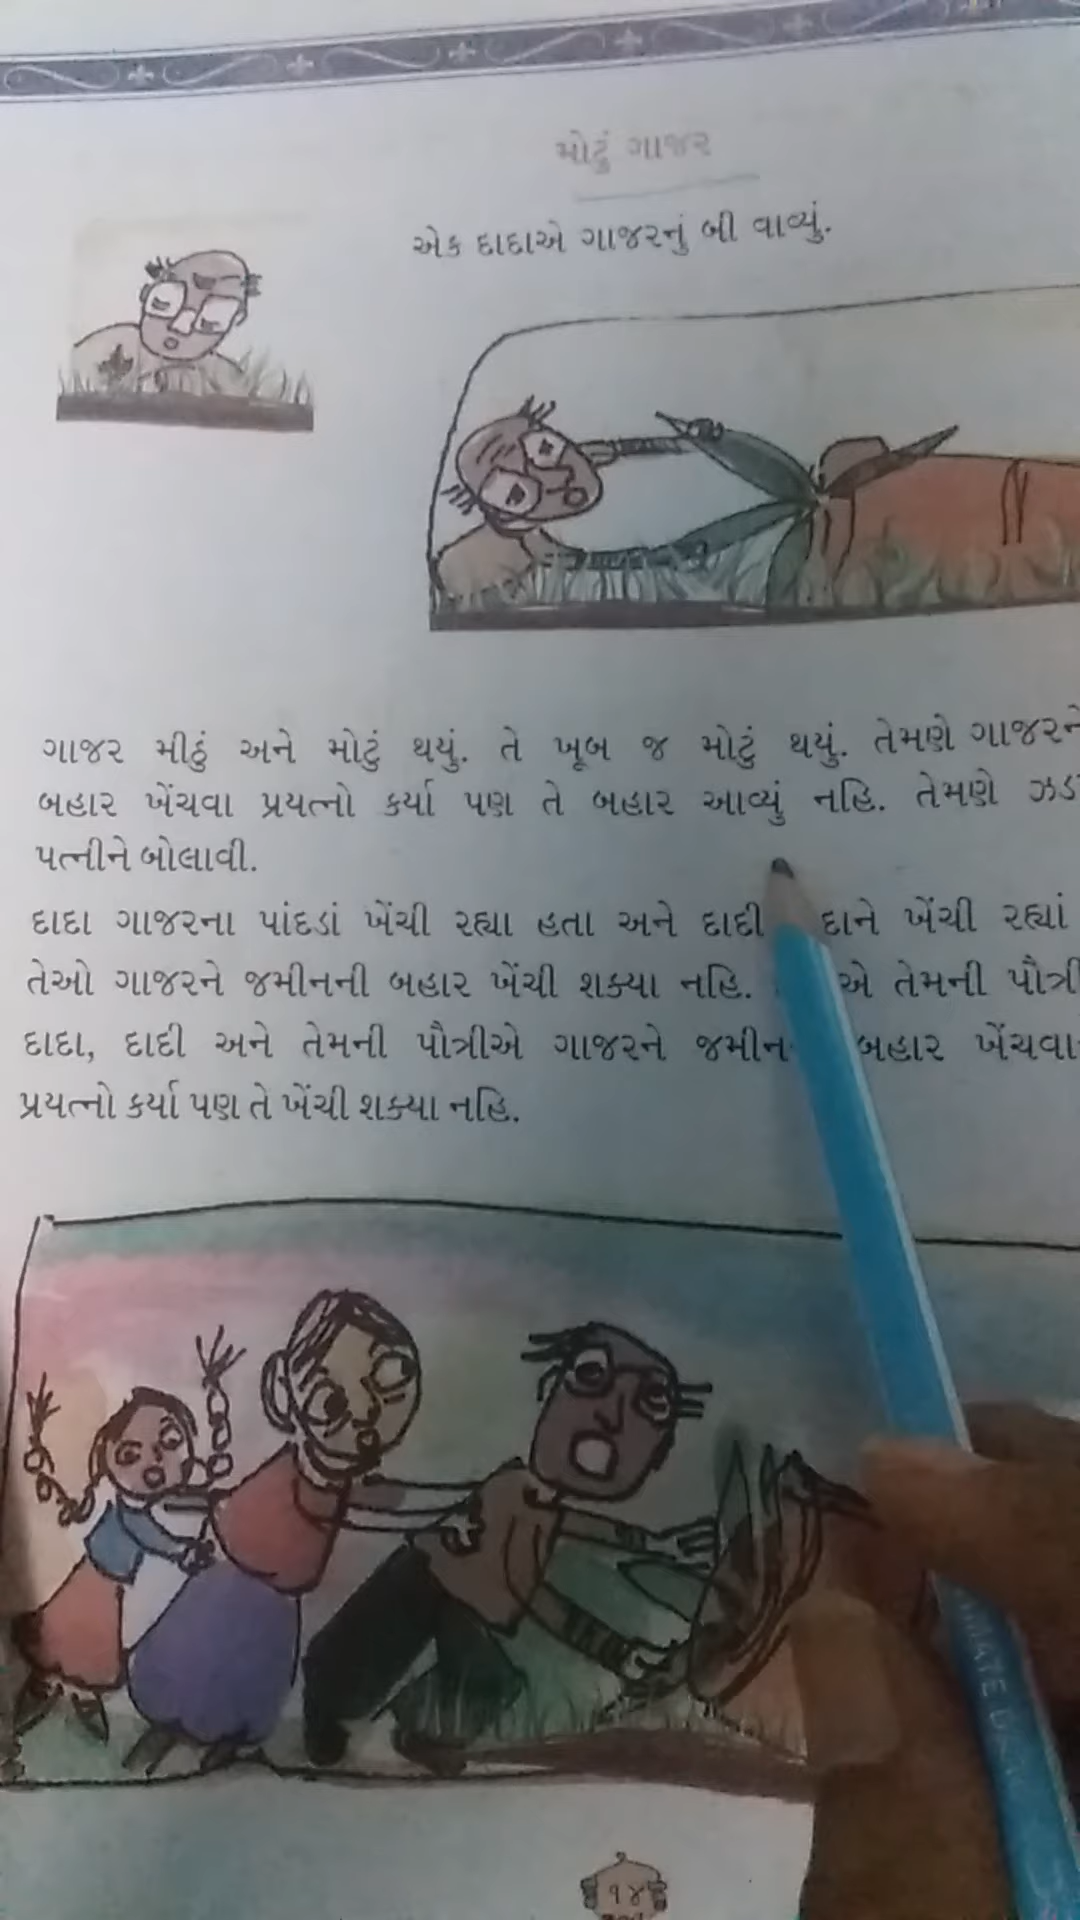 મોટું ગાજર
એક દાદાએ ગાજરનું બી વાવ્યું.
ગાજર મીઠું અને મોટું થયું. તે ખૂબ જ મોટું થયું. તેમણે ગાજરને
બહાર ખેંચવા પ્રયત્નો કર્યા પણ તે બહાર આવ્યું નહિ. તેમણે
પત્નીને બોલાવી.
દાદા ગાજરના પાંદડાં ખેંચી રહ્યા હતા અને દાદી ખેંચી રહ્યાં
તેઓ ગાજરને જમીનની બહાર ખેંચી શક્યા નહિ. તેમની પૌત્રી
દાદા, દાદી અને તેમની પૌત્રીએ ગાજરને બહાર ખેંચવા
પ્રયત્નો કર્યા પણ તે ખેંચી શક્યા નહિ.
૧૪